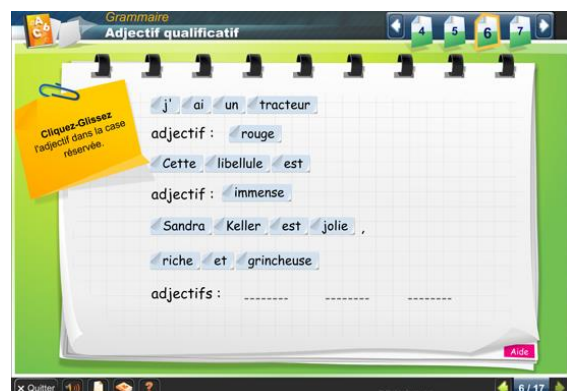 Grammaire
Adjectif qualificatif
4 5 6 7
Cliquez-Glissez
l'adjectif dans la case
réservée.
j' ai un tracteur
adjectif : rouge
Cette libellule est
adjectif : immense
Sandra Keller est jolie ,
riche et grincheuse
adjectifs : -------- -------- --------
Aide
x Quitter ? 6 / 17